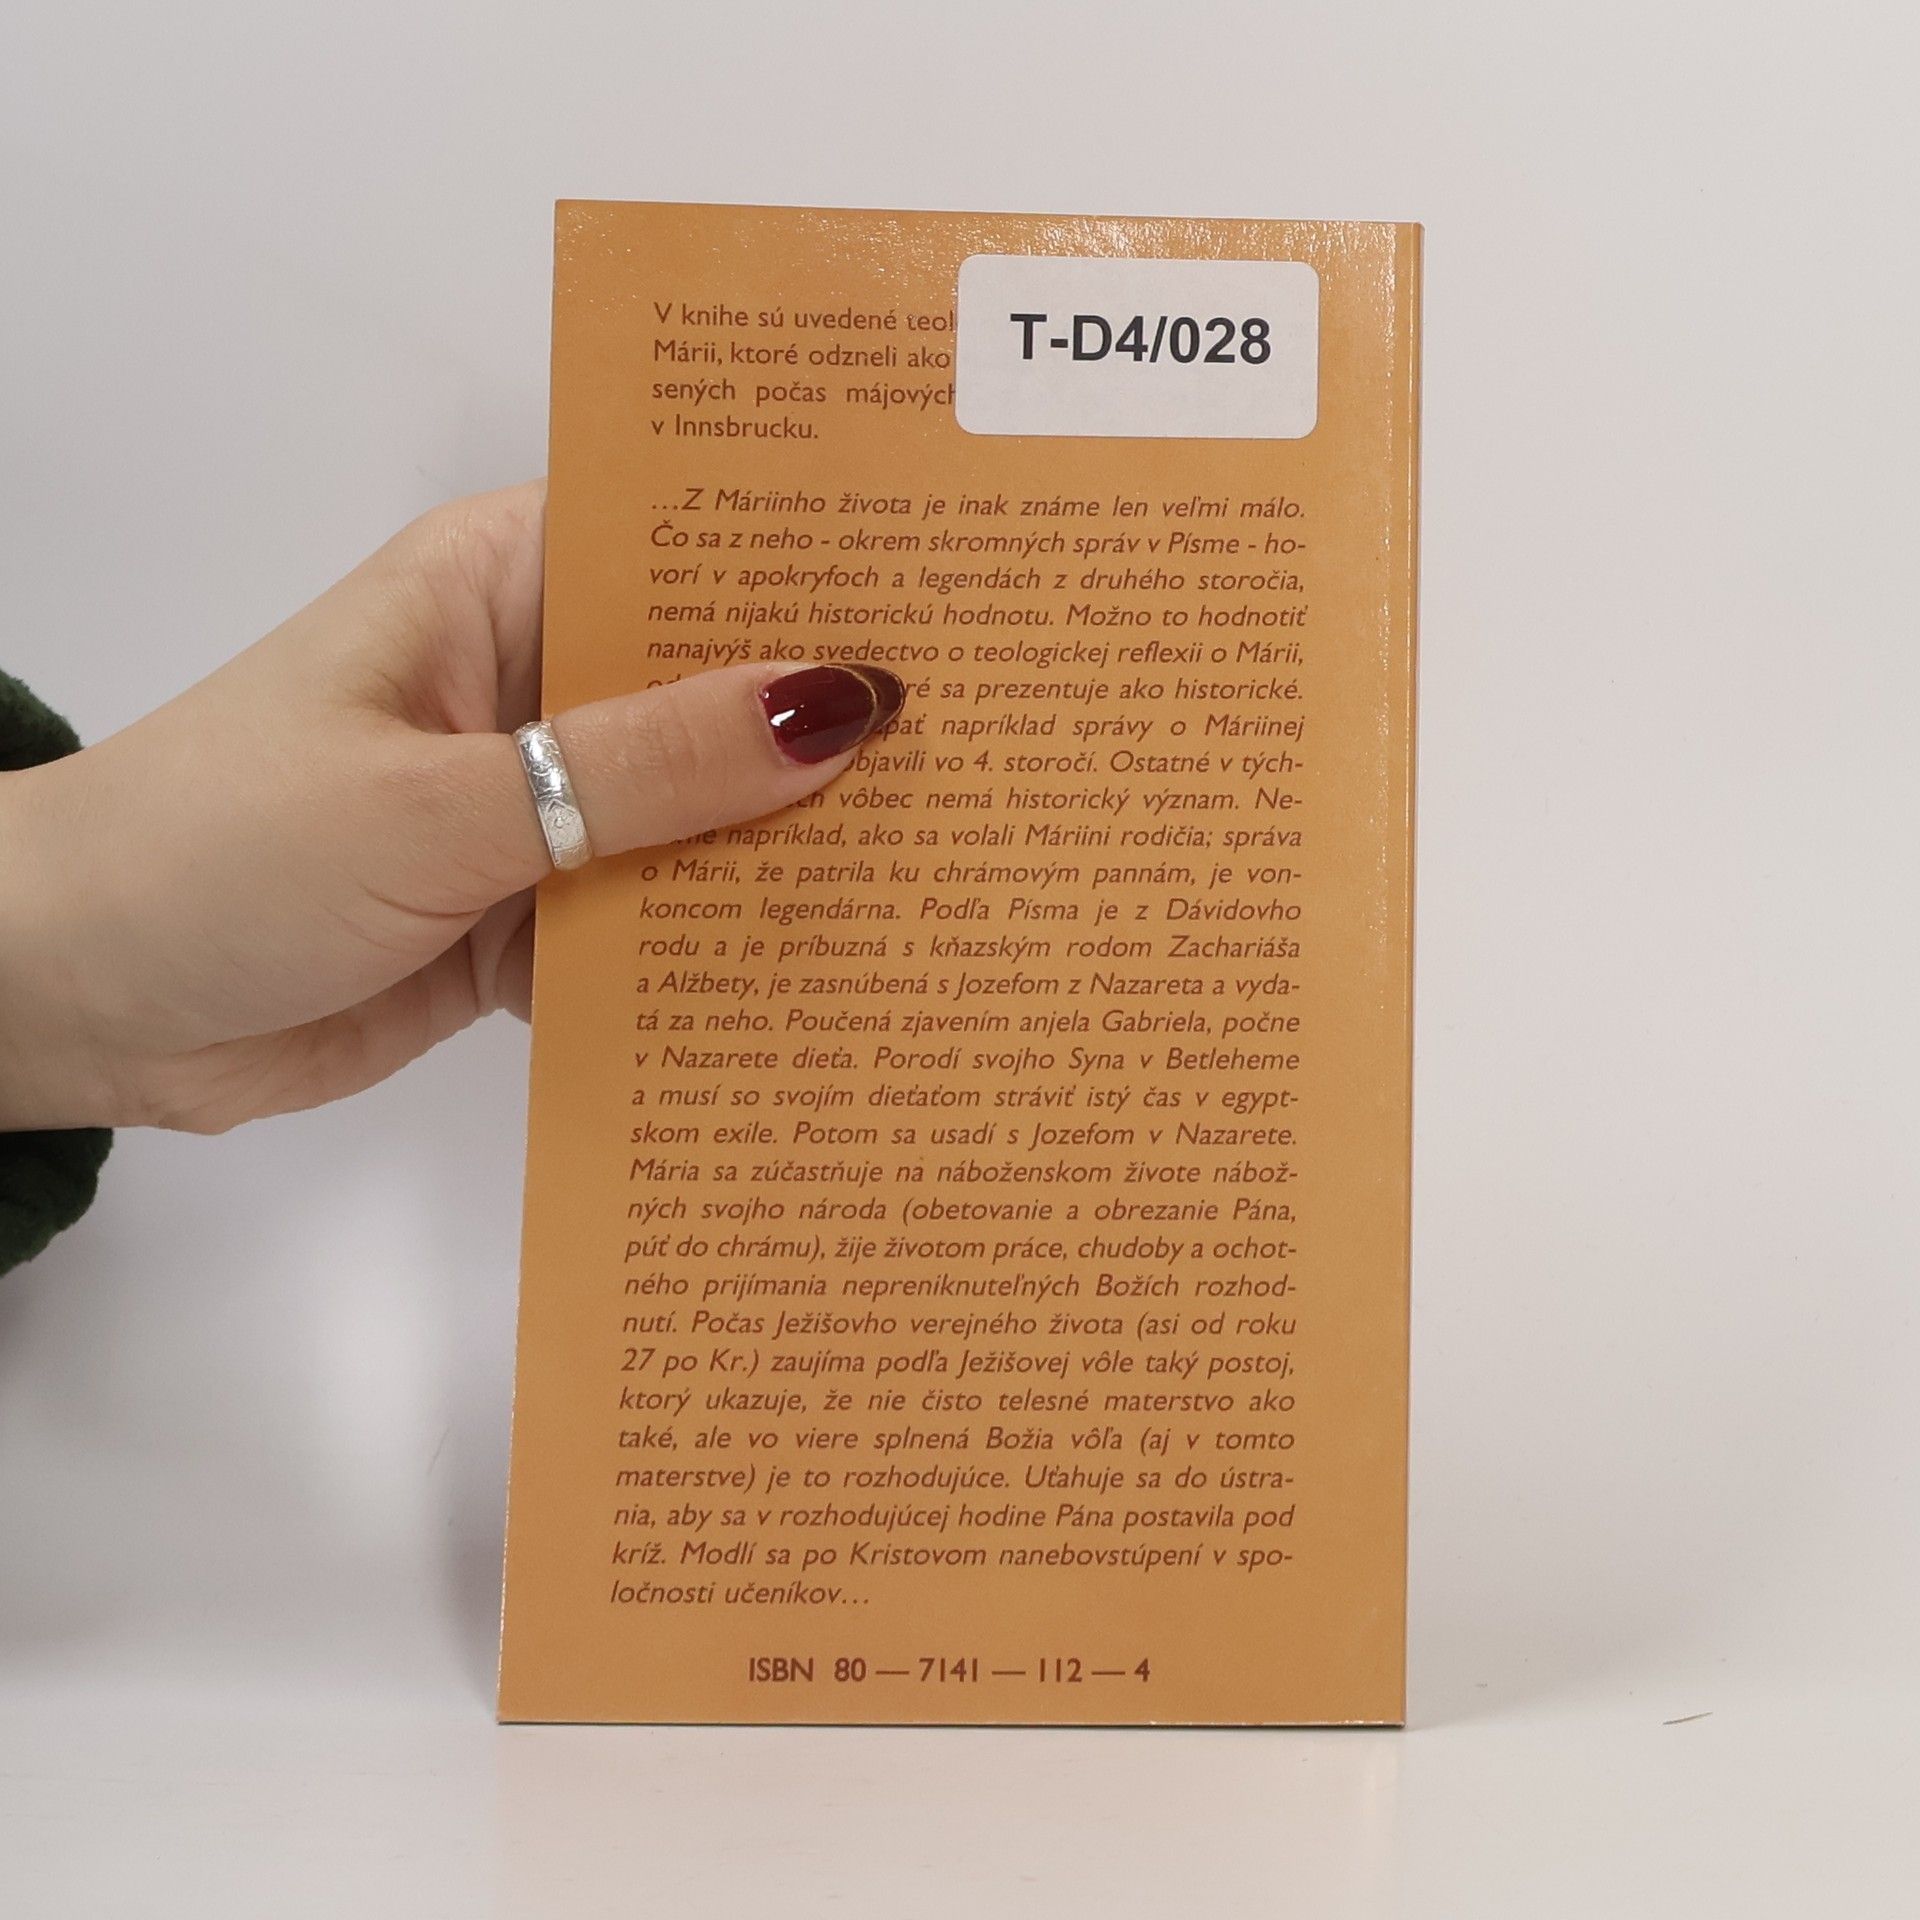 T-D4/028
V knihe sú uvedené
Márii, ktoré odzneli ako
sených počas májových
v Innsbrucku.
…Z Máriinho života je inak známe len veľmi málo.
Čo sa z neho - okrem skromných správ v Písme - ho-
vorí v apokryfoch a legendách z druhého storočia,
nemá nijakú historickú hodnotu. Možno to hodnotiť
nanajvýš ako svedectvo o teologickej reflexii o Márii,
sa prezentuje ako historické.
napríklad správy o Máriinej
vo 4. storočí. Ostatné v tých-
vôbec nemá historický význam. Ne-
napríklad, ako sa volali Máriini rodičia; správa
o Márii, že patrila ku chrámovým pannám, je von-
koncom legendárna. Podľa Písma je z Dávidovho
rodu a je príbuzná s kňazským rodom Zachariáša
a Alžbety, je zasnúbená s Jozefom z Nazareta a vyda-
tá za neho. Poučená zjavením anjela Gabriela, počne
v Nazarete dieťa. Porodí svojho Syna v Betleheme
a musí so svojím dieťaťom stráviť istý čas v egypt-
skom exile. Potom sa usadí s Jozefom v Nazarete.
Mária sa zúčastňuje na náboženskom živote nábož-
ných svojho národa (obetovanie a obrezanie Pána,
púť do chrámu), žije životom práce, chudoby a ochot-
ného prijímania nepreniknuteľných Božích rozhod-
nutí. Počas Ježišovho verejného života (asi od roku
27 po Kr.) zaujíma podľa Ježišovej vôle taký postoj,
ktorý ukazuje, že nie čisto telesné materstvo ako
také, ale vo viere splnená Božia vôľa (aj v tomto
materstve) je to rozhodujúce. Uťahuje sa do ústra-
nia, aby sa v rozhodujúcej hodine Pána postavila pod
kríž. Modlí sa po Kristovom nanebovstúpení v spo-
ločnosti učeníkov…
ISBN 80 — 7141 — 112 — 4